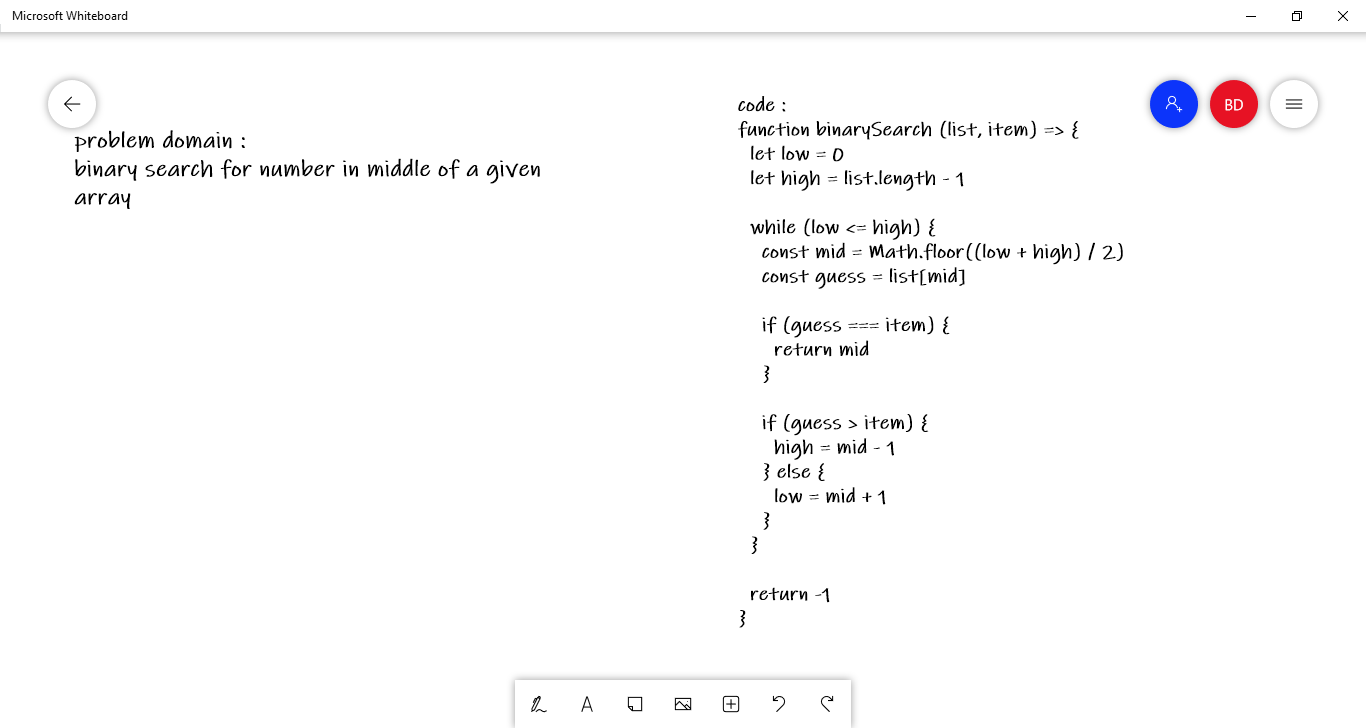 Microsoft Whiteboard
problem domain :
binary search for number in middle of a given
array
code :
function binarySearch (list, item) => {
let low = 0
let high = list.length - 1
while (low <= high) {
const mid = Math.floor((low + high) / 2)
const guess = list[mid]
if (guess === item) {
return mid
}
if (guess > item) {
high = mid - 1
} else {
low = mid + 1
}
}
return -1
}
BD
A